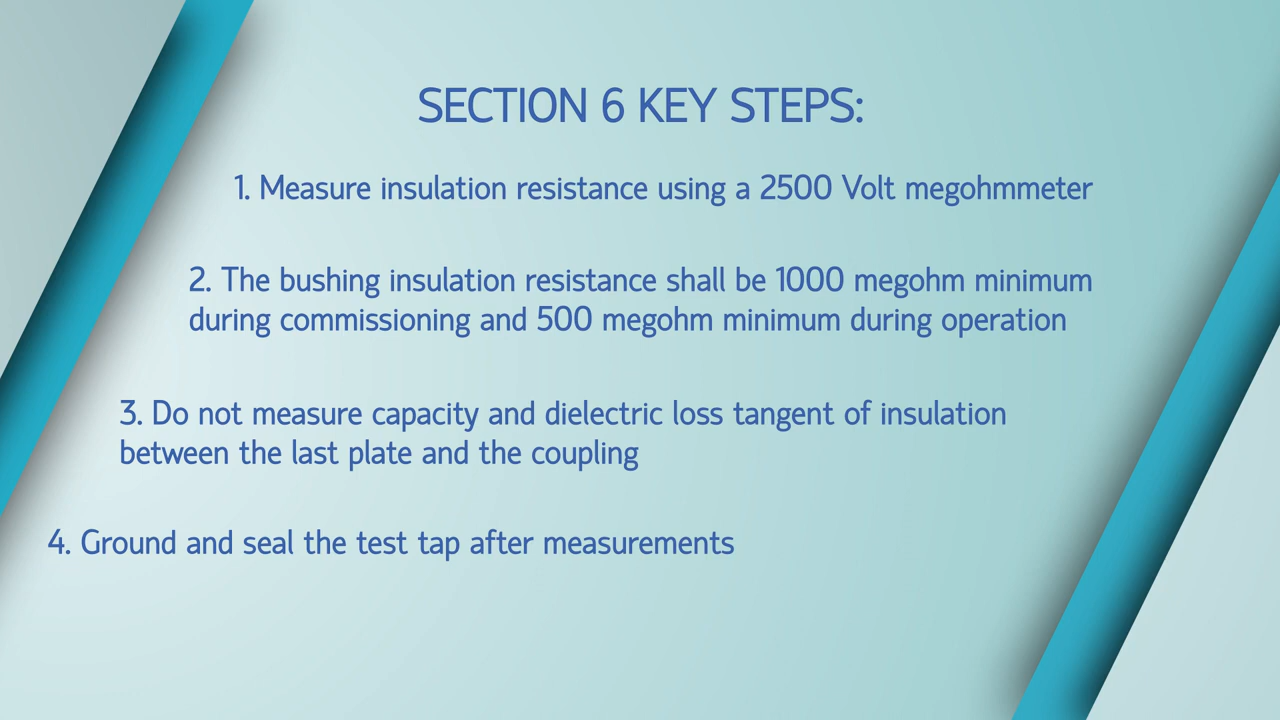 SECTION 6 KEY STEPS:
1. Measure insulation resistance using a 2500 Volt megohmmeter
2. The bushing insulation resistance shall be 1000 megohm minimum
during commissioning and 500 megohm minimum during operation
3. Do not measure capacity and dielectric loss tangent of insulation
between the last plate and the coupling
4. Ground and seal the test tap after measurements